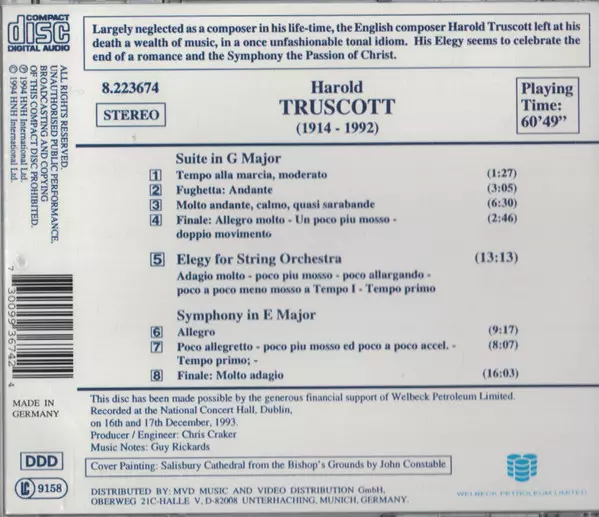 COMPACT
disc
DIGITAL AUDIO
Largely neglected as a composer in his life-time, the English composer Harold Truscott left at his
death a wealth of music, in a once unfashionable tonal idiom. His Elegy seems to celebrate the
end of a romance and the Symphony the Passion of Christ.
8.223674
STEREO
Harold
TRUSCOTT
(1914 - 1992)
Playing
Time:
60'49"
ALL RIGHTS RESERVED.
UNAUTHORISED PUBLIC PERFORMANCE,
BROADCASTING AND COPYING
OF THIS COMPACT DISC PROHIBITED.
℗ 1994 HNH International Ltd.
© 1994 HNH International Ltd.
Suite in G Major
1 Tempo alla marcia, moderato (1:27)
2 Fughetta: Andante (3:05)
3 Molto andante, calmo, quasi sarabande (6:30)
4 Finale: Allegro molto - Un poco piu mosso - (2:46)
doppio movimento
5 Elegy for String Orchestra (13:13)
Adagio molto - poco piu mosso - poco allargando -
poco a poco meno mosso a Tempo I - Tempo primo
Symphony in E Major
6 Allegro (9:17)
7 Poco allegretto - poco piu mosso ed poco a poco accel. - (8:07)
Tempo primo; -
8 Finale: Molto adagio (16:03)
7 30099 36742 4
MADE IN
GERMANY
DDD
LC 9158
This disc has been made possible by the generous financial support of Welbeck Petroleum Limited.
Recorded at the National Concert Hall, Dublin,
on 16th and 17th December, 1993.
Producer / Engineer: Chris Craker
Music Notes: Guy Rickards
Cover Painting: Salisbury Cathedral from the Bishop's Grounds by John Constable
DISTRIBUTED BY: MVD MUSIC AND VIDEO DISTRIBUTION GmbH,
OBERWEG 21C-HALLE V, D-82008 UNTERHACHING, MUNICH, GERMANY.
WELBECK PETROLEUM LIMITED